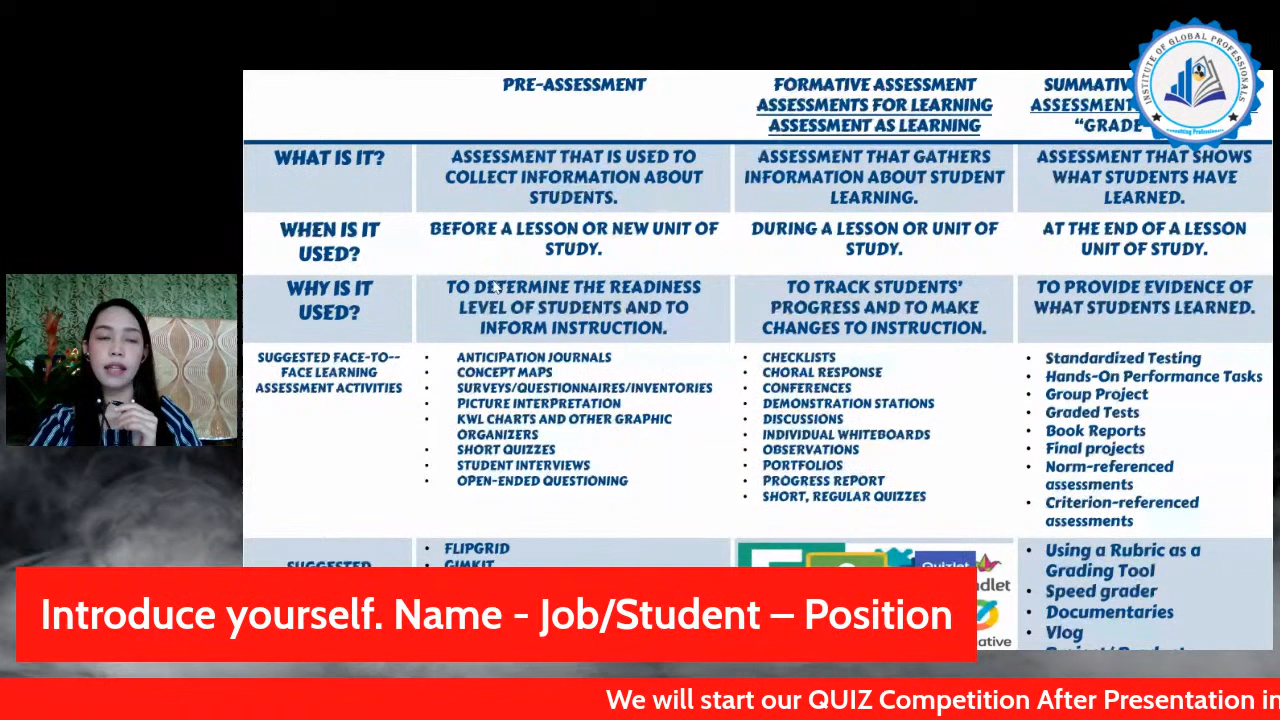 PRE-ASSESSMENT
FORMATIVE ASSESSMENT
ASSESSMENTS FOR LEARNING
ASSESSMENT AS LEARNING
SUMMATIV
ASSESSMENT
“GRADE
INSTITUTE OF GLOBAL PROFESSIONALS
Consulting Professionals
WHAT IS IT?
ASSESSMENT THAT IS USED TO
COLLECT INFORMATION ABOUT
STUDENTS.
ASSESSMENT THAT GATHERS
INFORMATION ABOUT STUDENT
LEARNING.
ASSESSMENT THAT SHOWS
WHAT STUDENTS HAVE
LEARNED.
WHEN IS IT
USED?
BEFORE A LESSON OR NEW UNIT OF
STUDY.
DURING A LESSON OR UNIT OF
STUDY.
AT THE END OF A LESSON
UNIT OF STUDY.
WHY IS IT
USED?
TO DETERMINE THE READINESS
LEVEL OF STUDENTS AND TO
INFORM INSTRUCTION.
TO TRACK STUDENTS’
PROGRESS AND TO MAKE
CHANGES TO INSTRUCTION.
TO PROVIDE EVIDENCE OF
WHAT STUDENTS LEARNED.
SUGGESTED FACE-TO--
FACE LEARNING
ASSESSMENT ACTIVITIES
• ANTICIPATION JOURNALS
• CONCEPT MAPS
• SURVEYS/QUESTIONNAIRES/INVENTORIES
• PICTURE INTERPRETATION
• KWL CHARTS AND OTHER GRAPHIC
ORGANIZERS
• SHORT QUIZZES
• STUDENT INTERVIEWS
• OPEN-ENDED QUESTIONING
• CHECKLISTS
• CHORAL RESPONSE
• CONFERENCES
• DEMONSTRATION STATIONS
• DISCUSSIONS
• INDIVIDUAL WHITEBOARDS
• OBSERVATIONS
• PORTFOLIOS
• PROGRESS REPORT
• SHORT, REGULAR QUIZZES
• Standardized Testing
• Hands-On Performance Tasks
• Group Project
• Graded Tests
• Book Reports
• Final projects
• Norm-referenced
assessments
• Criterion-referenced
assessments
SUGGESTED
• FLIPGRID
GIMKIT
Quizlet
ndlet
ative
• Using a Rubric as a
Grading Tool
• Speed grader
• Documentaries
• Vlog
Introduce yourself. Name - Job/Student – Position
We will start our QUIZ Competition After Presentation in